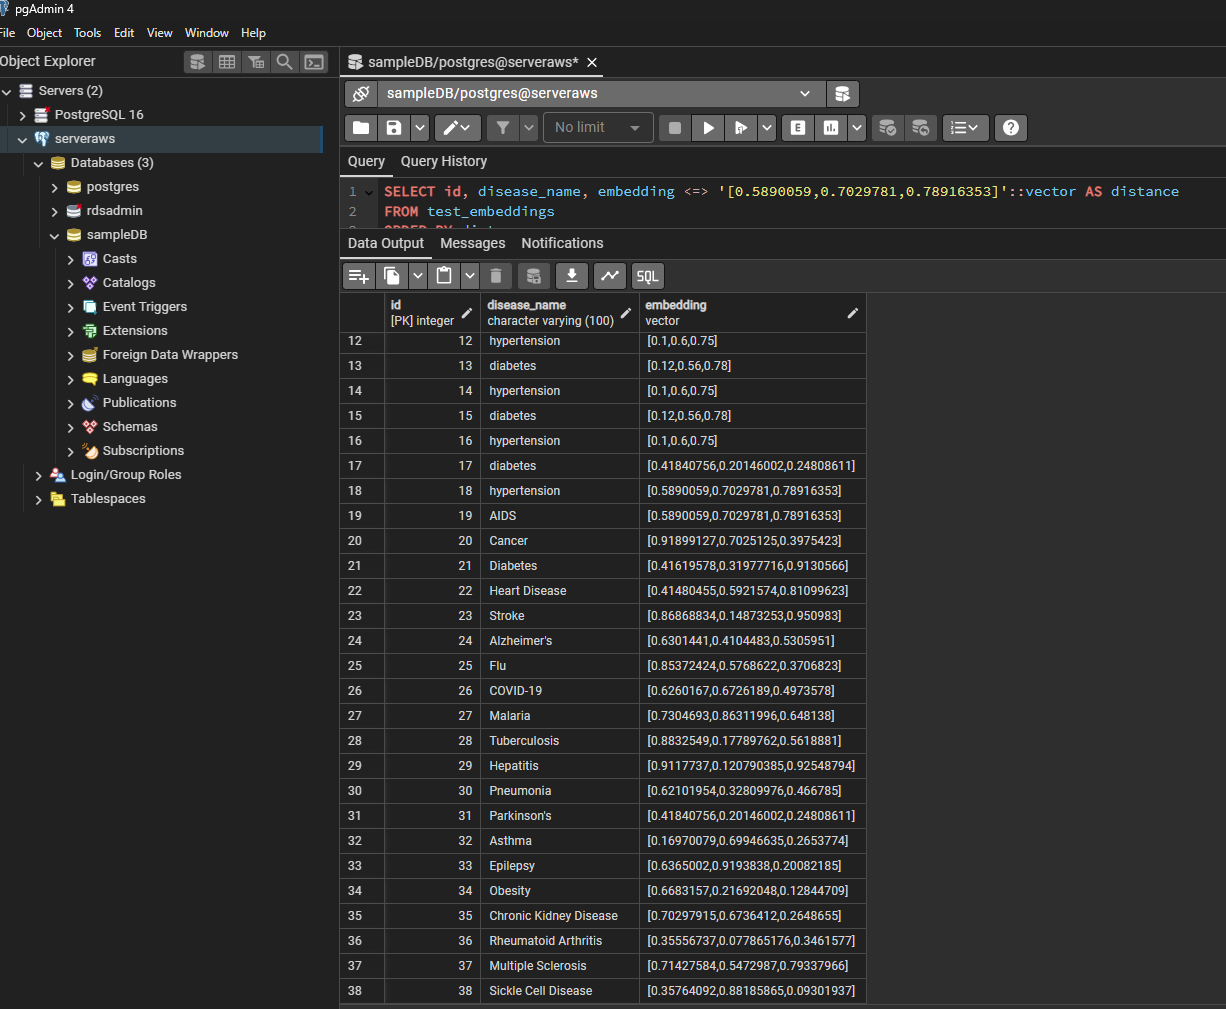 pgAdmin 4
File Object Tools Edit View Window Help
Object Explorer
Servers (2)
PostgreSQL 16
serveraws
Databases (3)
postgres
rdsadmin
sampleDB
Casts
Catalogs
Event Triggers
Extensions
Foreign Data Wrappers
Languages
Publications
Schemas
Subscriptions
Login/Group Roles
Tablespaces
sampleDB/postgres@serveraws*
sampleDB/postgres@serveraws
No limit
E
Query Query History
1 SELECT id, disease_name, embedding <=> '[0.5890059,0.7029781,0.78916353]'::vector AS distance
2 FROM test_embeddings
Data Output Messages Notifications
SQL
id disease_name embedding
[PK] integer character varying (100) vector
12 12 hypertension [0.1,0.6,0.75]
13 13 diabetes [0.12,0.56,0.78]
14 14 hypertension [0.1,0.6,0.75]
15 15 diabetes [0.12,0.56,0.78]
16 16 hypertension [0.1,0.6,0.75]
17 17 diabetes [0.41840756,0.20146002,0.24808611]
18 18 hypertension [0.5890059,0.7029781,0.78916353]
19 19 AIDS [0.5890059,0.7029781,0.78916353]
20 20 Cancer [0.91899127,0.7025125,0.3975423]
21 21 Diabetes [0.41619578,0.31977716,0.9130566]
22 22 Heart Disease [0.41480455,0.5921574,0.81099623]
23 23 Stroke [0.86868834,0.14873253,0.950983]
24 24 Alzheimer's [0.6301441,0.4104483,0.5305951]
25 25 Flu [0.85372424,0.5768622,0.3706823]
26 26 COVID-19 [0.6260167,0.6726189,0.4973578]
27 27 Malaria [0.7304693,0.86311996,0.648138]
28 28 Tuberculosis [0.8832549,0.17789762,0.5618881]
29 29 Hepatitis [0.9117737,0.120790385,0.92548794]
30 30 Pneumonia [0.62101954,0.32809976,0.466785]
31 31 Parkinson's [0.41840756,0.20146002,0.24808611]
32 32 Asthma [0.16970079,0.69946635,0.2653774]
33 33 Epilepsy [0.6365002,0.9193838,0.20082185]
34 34 Obesity [0.6683157,0.21692048,0.12844709]
35 35 Chronic Kidney Disease [0.70297915,0.6736412,0.2648655]
36 36 Rheumatoid Arthritis [0.35556737,0.077865176,0.3461577]
37 37 Multiple Sclerosis [0.71427584,0.5472987,0.79337966]
38 38 Sickle Cell Disease [0.35764092,0.88185865,0.09301937]